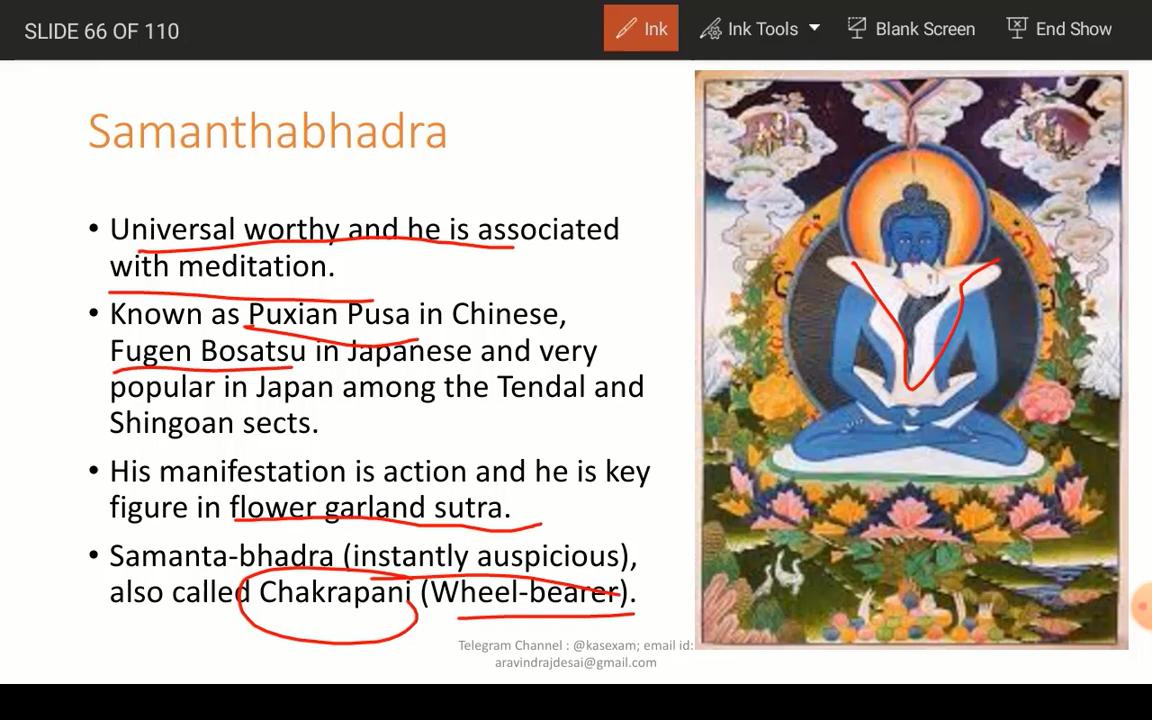 SLIDE 66 OF 110
Ink
Ink Tools
Blank Screen
End Show
Samanthabhadra
• Universal worthy and he is associated
with meditation.
• Known as Puxian Pusa in Chinese,
Fugen Bosatsu in Japanese and very
popular in Japan among the Tendal and
Shingoan sects.
• His manifestation is action and he is key
figure in flower garland sutra.
• Samanta-bhadra (instantly auspicious),
also called Chakrapani (Wheel-bearer).
Telegram Channel : @kasexam; email id:
aravindrajdesai@gmail.com